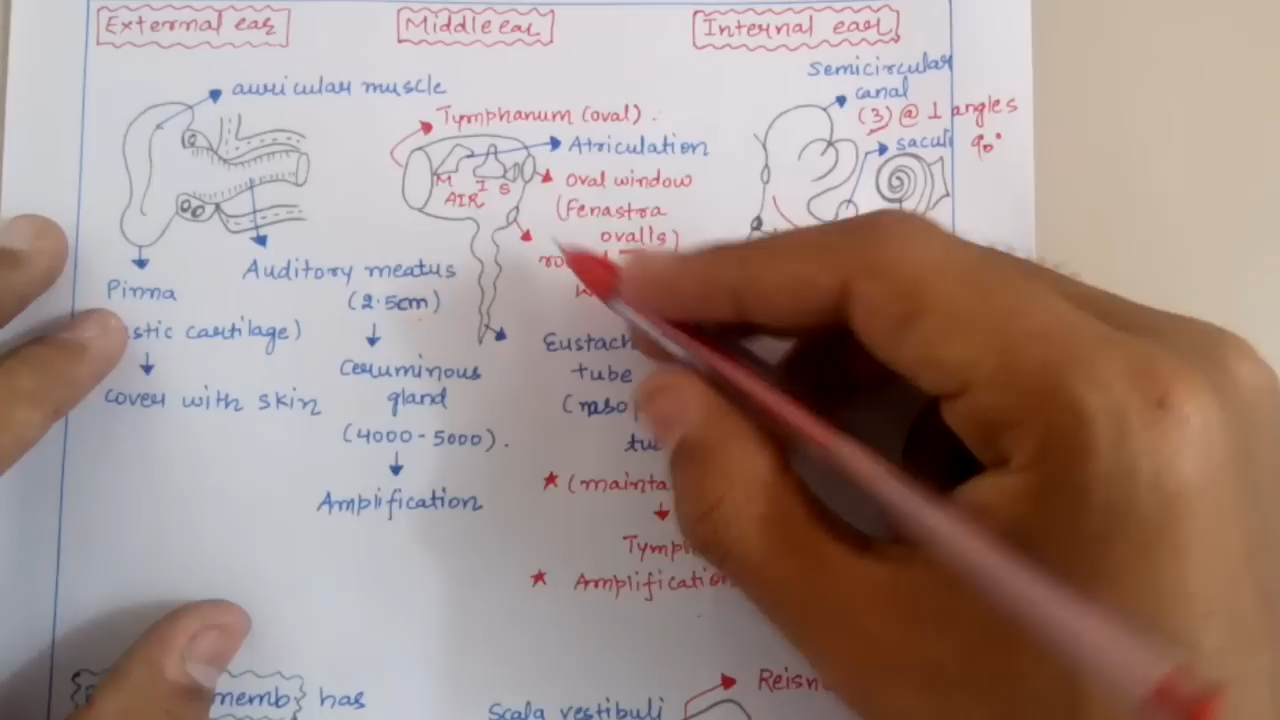 External ear
Middle ear
Internal ear
auricular muscle
Pinna
cover with skin
Auditory meatus
(2.5cm)
Ceruminous
gland
(4000-5000).
Amplification
Tymphanum (oval).
Atriculation
M I S
AIR
oval window
(Fenastra
ovalis)
tube
★
★ Amplification
Semicircular
canal
(3) @ ⊥ angles
90°
memb; has
Scala vestibuli